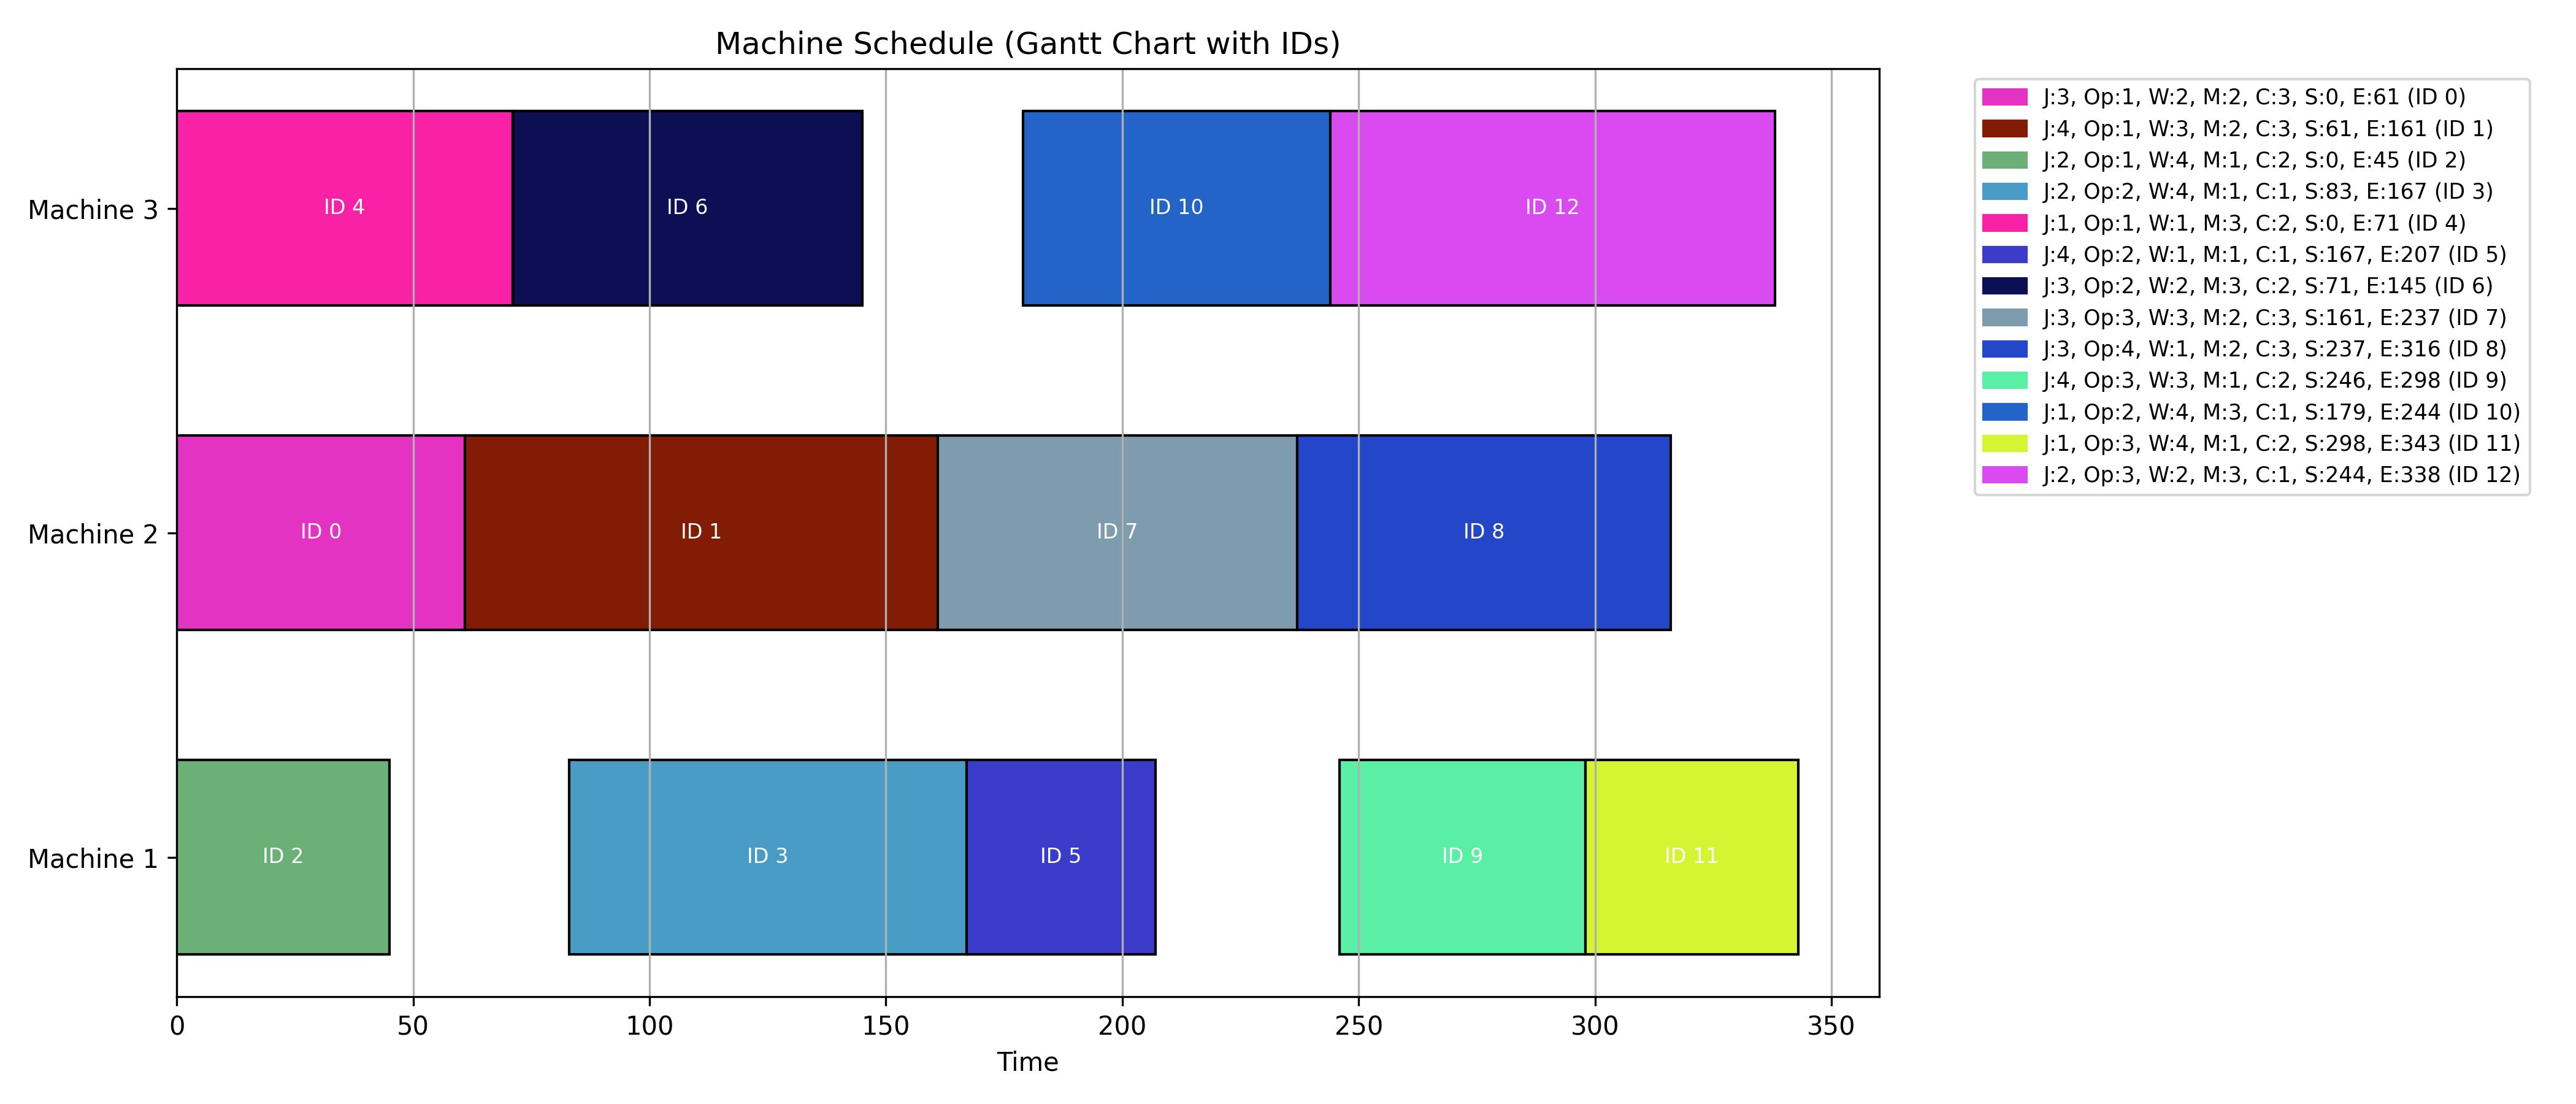 Machine Schedule (Gantt Chart with IDs)
Machine 3
ID 4
ID 6
ID 10
ID 12
Machine 2
ID 0
ID 1
ID 7
ID 8
Machine 1
ID 2
ID 3
ID 5
ID 9
ID 11
0 50 100 150 200 250 300 350
Time
J:3, Op:1, W:2, M:2, C:3, S:0, E:61 (ID 0)
J:4, Op:1, W:3, M:2, C:3, S:61, E:161 (ID 1)
J:2, Op:1, W:4, M:1, C:2, S:0, E:45 (ID 2)
J:2, Op:2, W:4, M:1, C:1, S:83, E:167 (ID 3)
J:1, Op:1, W:1, M:3, C:2, S:0, E:71 (ID 4)
J:4, Op:2, W:1, M:1, C:1, S:167, E:207 (ID 5)
J:3, Op:2, W:2, M:3, C:2, S:71, E:145 (ID 6)
J:3, Op:3, W:3, M:2, C:3, S:161, E:237 (ID 7)
J:3, Op:4, W:1, M:2, C:3, S:237, E:316 (ID 8)
J:4, Op:3, W:3, M:1, C:2, S:246, E:298 (ID 9)
J:1, Op:2, W:4, M:3, C:1, S:179, E:244 (ID 10)
J:1, Op:3, W:4, M:1, C:2, S:298, E:343 (ID 11)
J:2, Op:3, W:2, M:3, C:1, S:244, E:338 (ID 12)